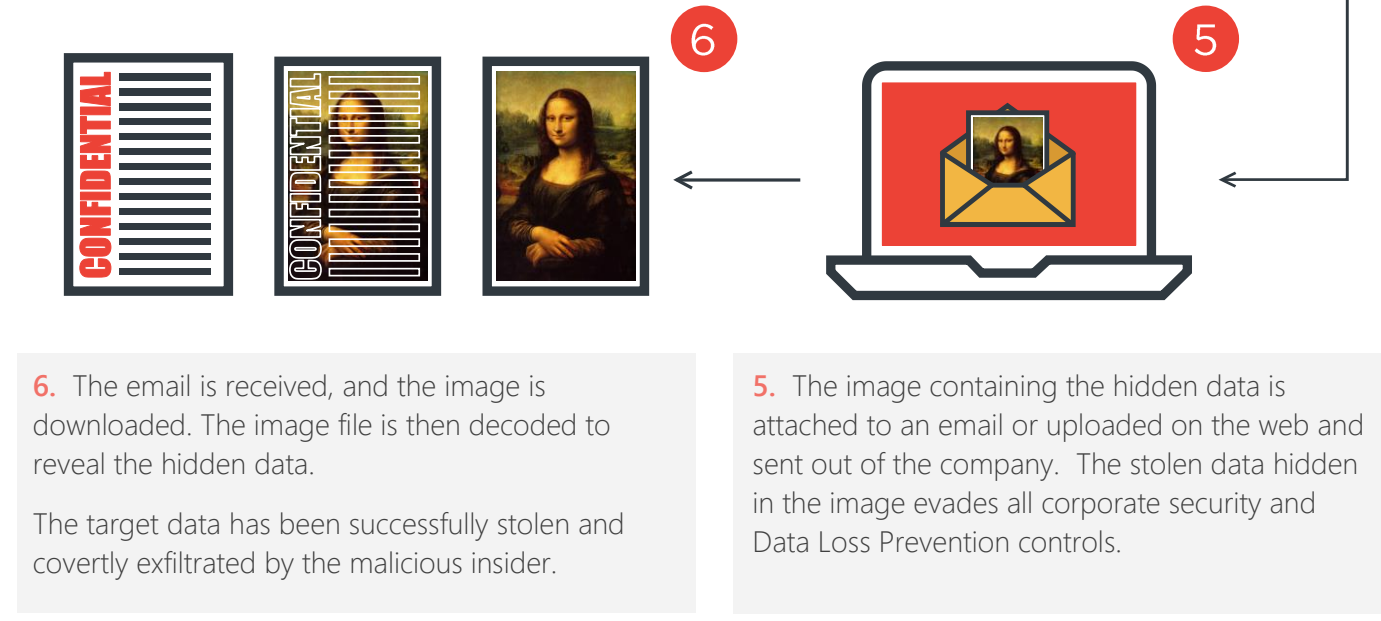 6
5
CONFIDENTIAL
CONFIDENTIAL
6. The email is received, and the image is
downloaded. The image file is then decoded to
reveal the hidden data.
The target data has been successfully stolen and
covertly exfiltrated by the malicious insider.
5. The image containing the hidden data is
attached to an email or uploaded on the web and
sent out of the company. The stolen data hidden
in the image evades all corporate security and
Data Loss Prevention controls.